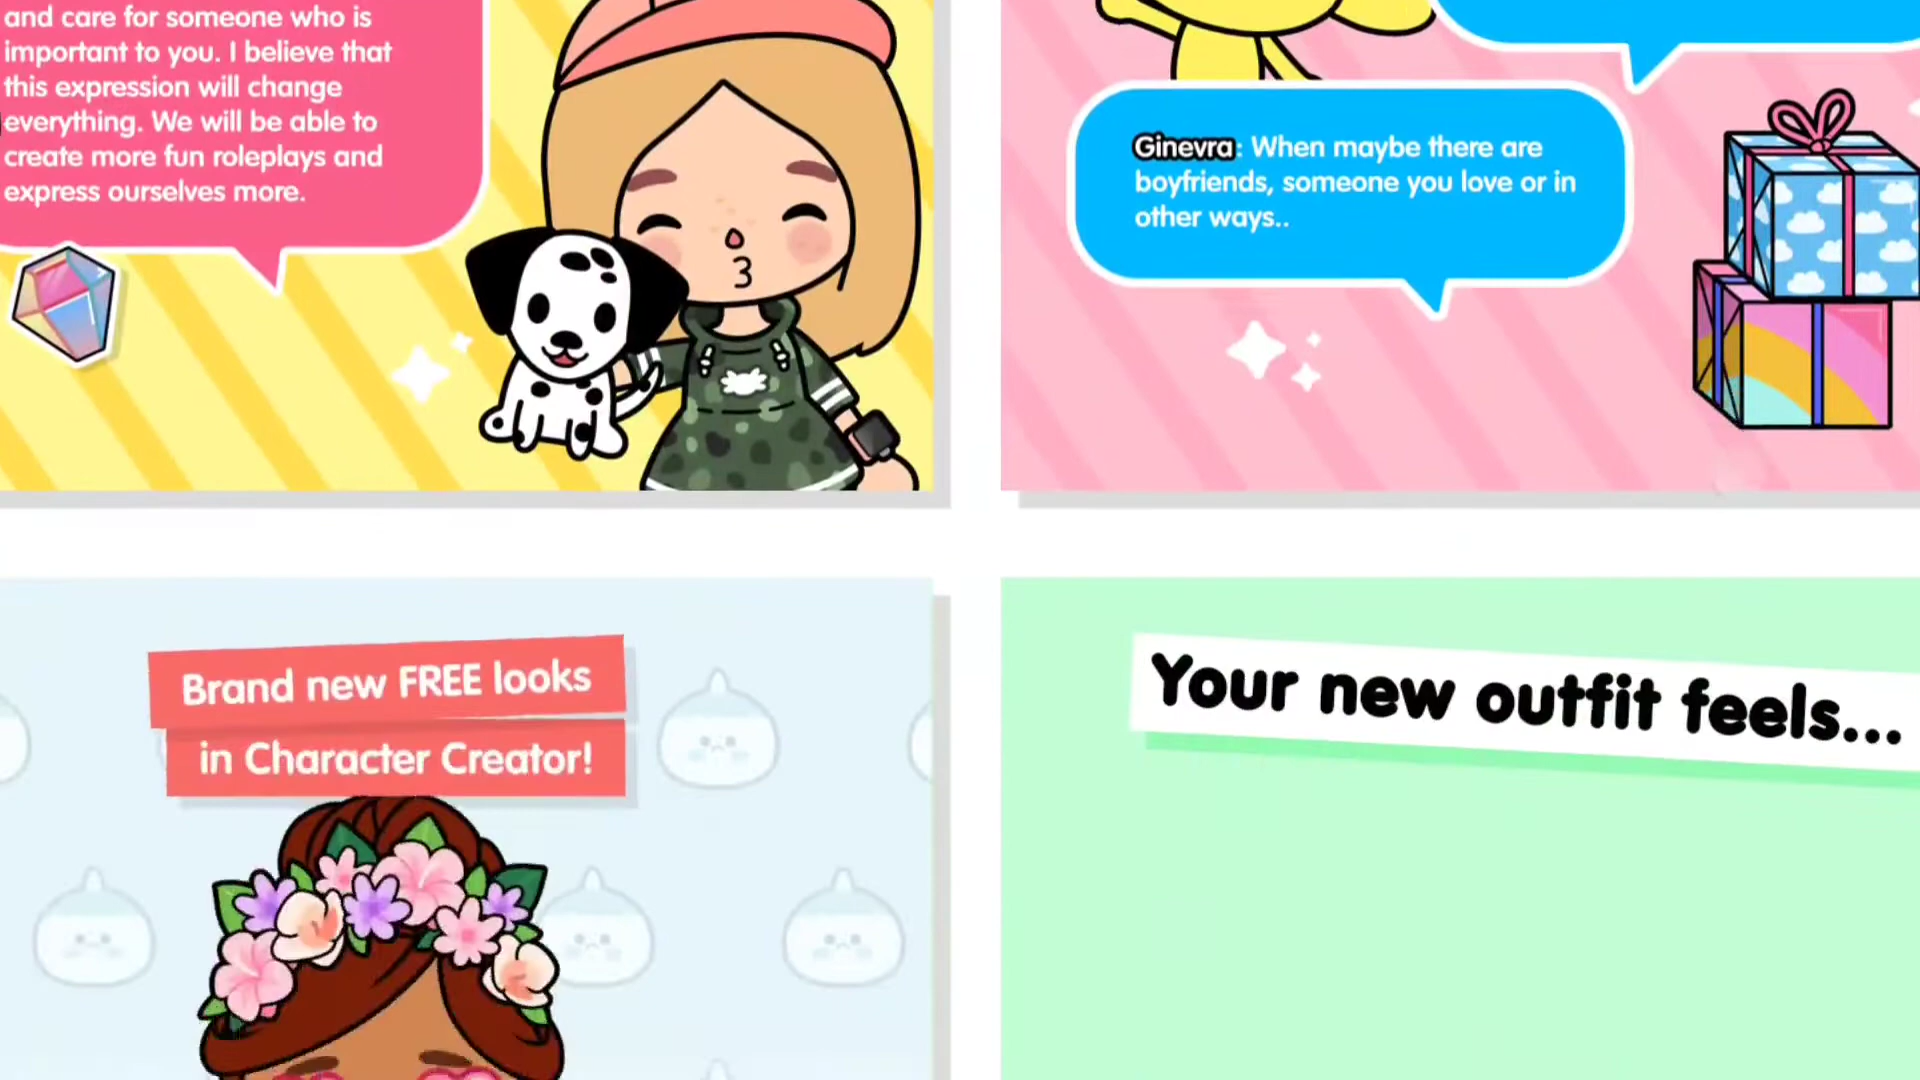 and care for someone who is
important to you. I believe that
this expression will change
everything. We will be able to
create more fun roleplays and
express ourselves more.
Ginevra: When maybe there are
boyfriends, someone you love or in
other ways..
Brand new FREE looks
in Character Creator!
Your new outfit feels...